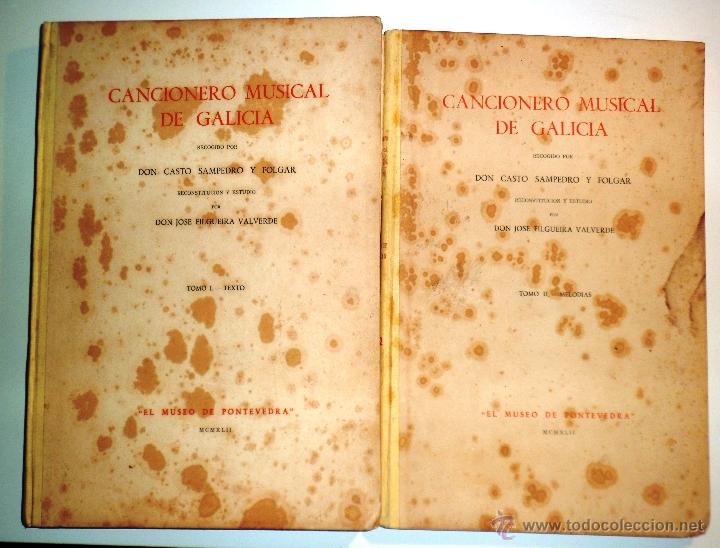 CANCIONERO MUSICAL
DE GALICIA
RECOGIDO POR
DON CASTO SAMPEDRO Y FOLGAR
RECONSTITUCION Y ESTUDIO
POR
DON JOSE FILGUEIRA VALVERDE
TOMO I. - TEXTO
"EL MUSEO DE PONTEVEDRA"
MCMXLII
CANCIONERO MUSICAL
DE GALICIA
RECOGIDO POR
DON CASTO SAMPEDRO Y FOLGAR
RECONSTITUCION Y ESTUDIO
POR
DON JOSE FILGUEIRA VALVERDE
TOMO II. - MELODIAS
"EL MUSEO DE PONTEVEDRA"
MCMXLII
www.todocoleccion.net